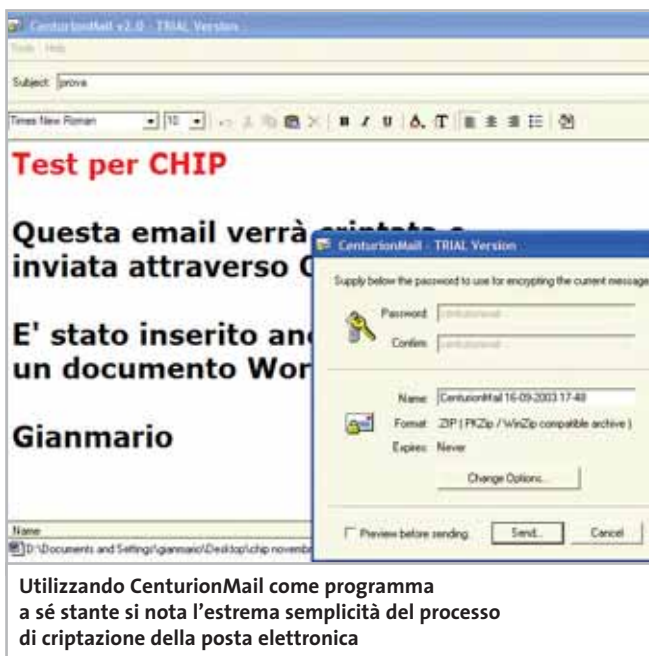 CenturionMail v2.0 - TRIAL Version
Tools Help
Subject: prova
Times New Roman 10 B I U A T
Test per CHIP
Questa email verrà criptata e
inviata attraverso C
E' stato inserito an
un documento Wor
Gianmario
Name
D:\Documents and Settings\gianmario\Desktop\chip novemb
CenturionMail - TRIAL Version
Supply below the password to use for encrypting the current message
Password: centurionmail
Confirm: centurionmail
Name: CenturionMail 16-09-2003 17-48
Format: .ZIP ( PKZip / WinZip compatible archive )
Expires: Never
Change Options...
Preview before sending
Send...
Cancel
Utilizzando CenturionMail come programma
a sé stante si nota l'estrema semplicità del processo
di criptazione della posta elettronica